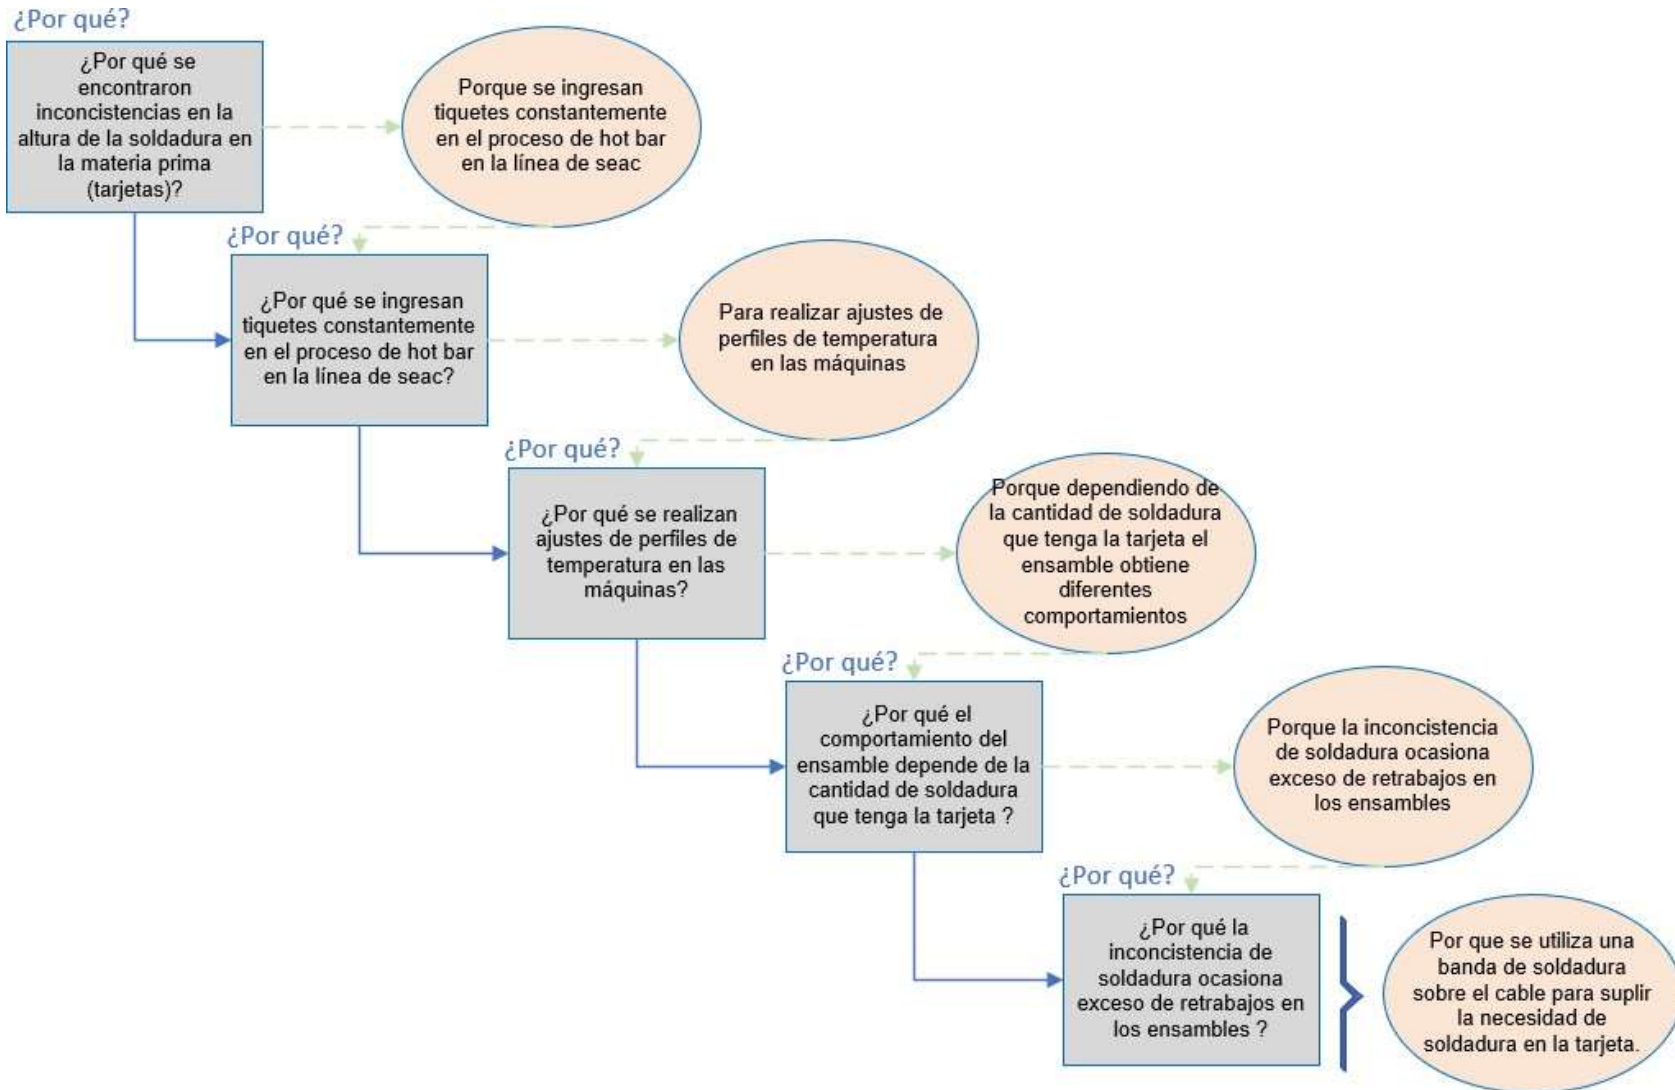 ¿Por qué?
¿Por qué se
encontraron
inconcistencias en la
altura de la soldadura en
la materia prima
(tarjetas)?
Porque se ingresan
tiquetes constantemente
en el proceso de hot bar
en la línea de seac
¿Por qué?
¿Por qué se ingresan
tiquetes constantemente
en el proceso de hot bar
en la línea de seac?
Para realizar ajustes de
perfiles de temperatura
en las máquinas
¿Por qué?
¿Por qué se realizan
ajustes de perfiles de
temperatura en las
máquinas?
Porque dependiendo de
la cantidad de soldadura
que tenga la tarjeta el
ensamble obtiene
diferentes
comportamientos
¿Por qué?
¿Por qué el
comportamiento del
ensamble depende de la
cantidad de soldadura
que tenga la tarjeta ?
Porque la inconcistencia
de soldadura ocasiona
exceso de retrabajos en
los ensambles
¿Por qué?
¿Por qué la
inconcistencia de
soldadura ocasiona
exceso de retrabajos en
los ensambles ?
Por que se utiliza una
banda de soldadura
sobre el cable para suplir
la necesidad de
soldadura en la tarjeta.